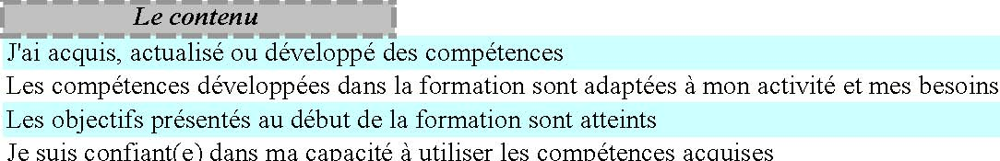 Le contenu
J'ai acquis, actualisé ou développé des compétences
Les compétences développées dans la formation sont adaptées à mon activité et mes besoins
Les objectifs présentés au début de la formation sont atteints
Je suis confiant(e) dans ma capacité à utiliser les compétences acquises